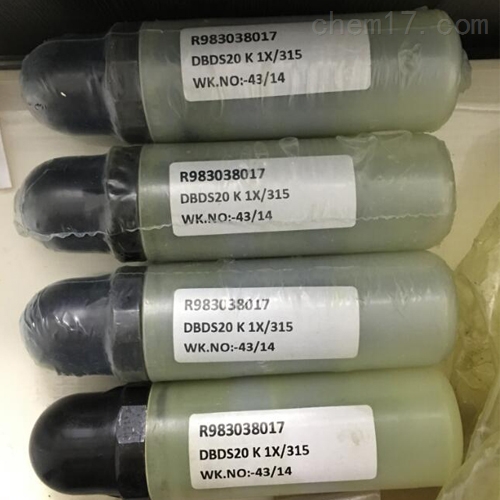 chem17.com
R983038017
DBDS20 K 1X/315
WK.NO:-43/14
R983038017
DBDS20 K 1X/315
WK.NO:-43/14
R983038017
DBDS20 K 1X/315
WK.NO:-43/14
R983038017
DBDS20 K 1X/315
WK.NO:-43/14